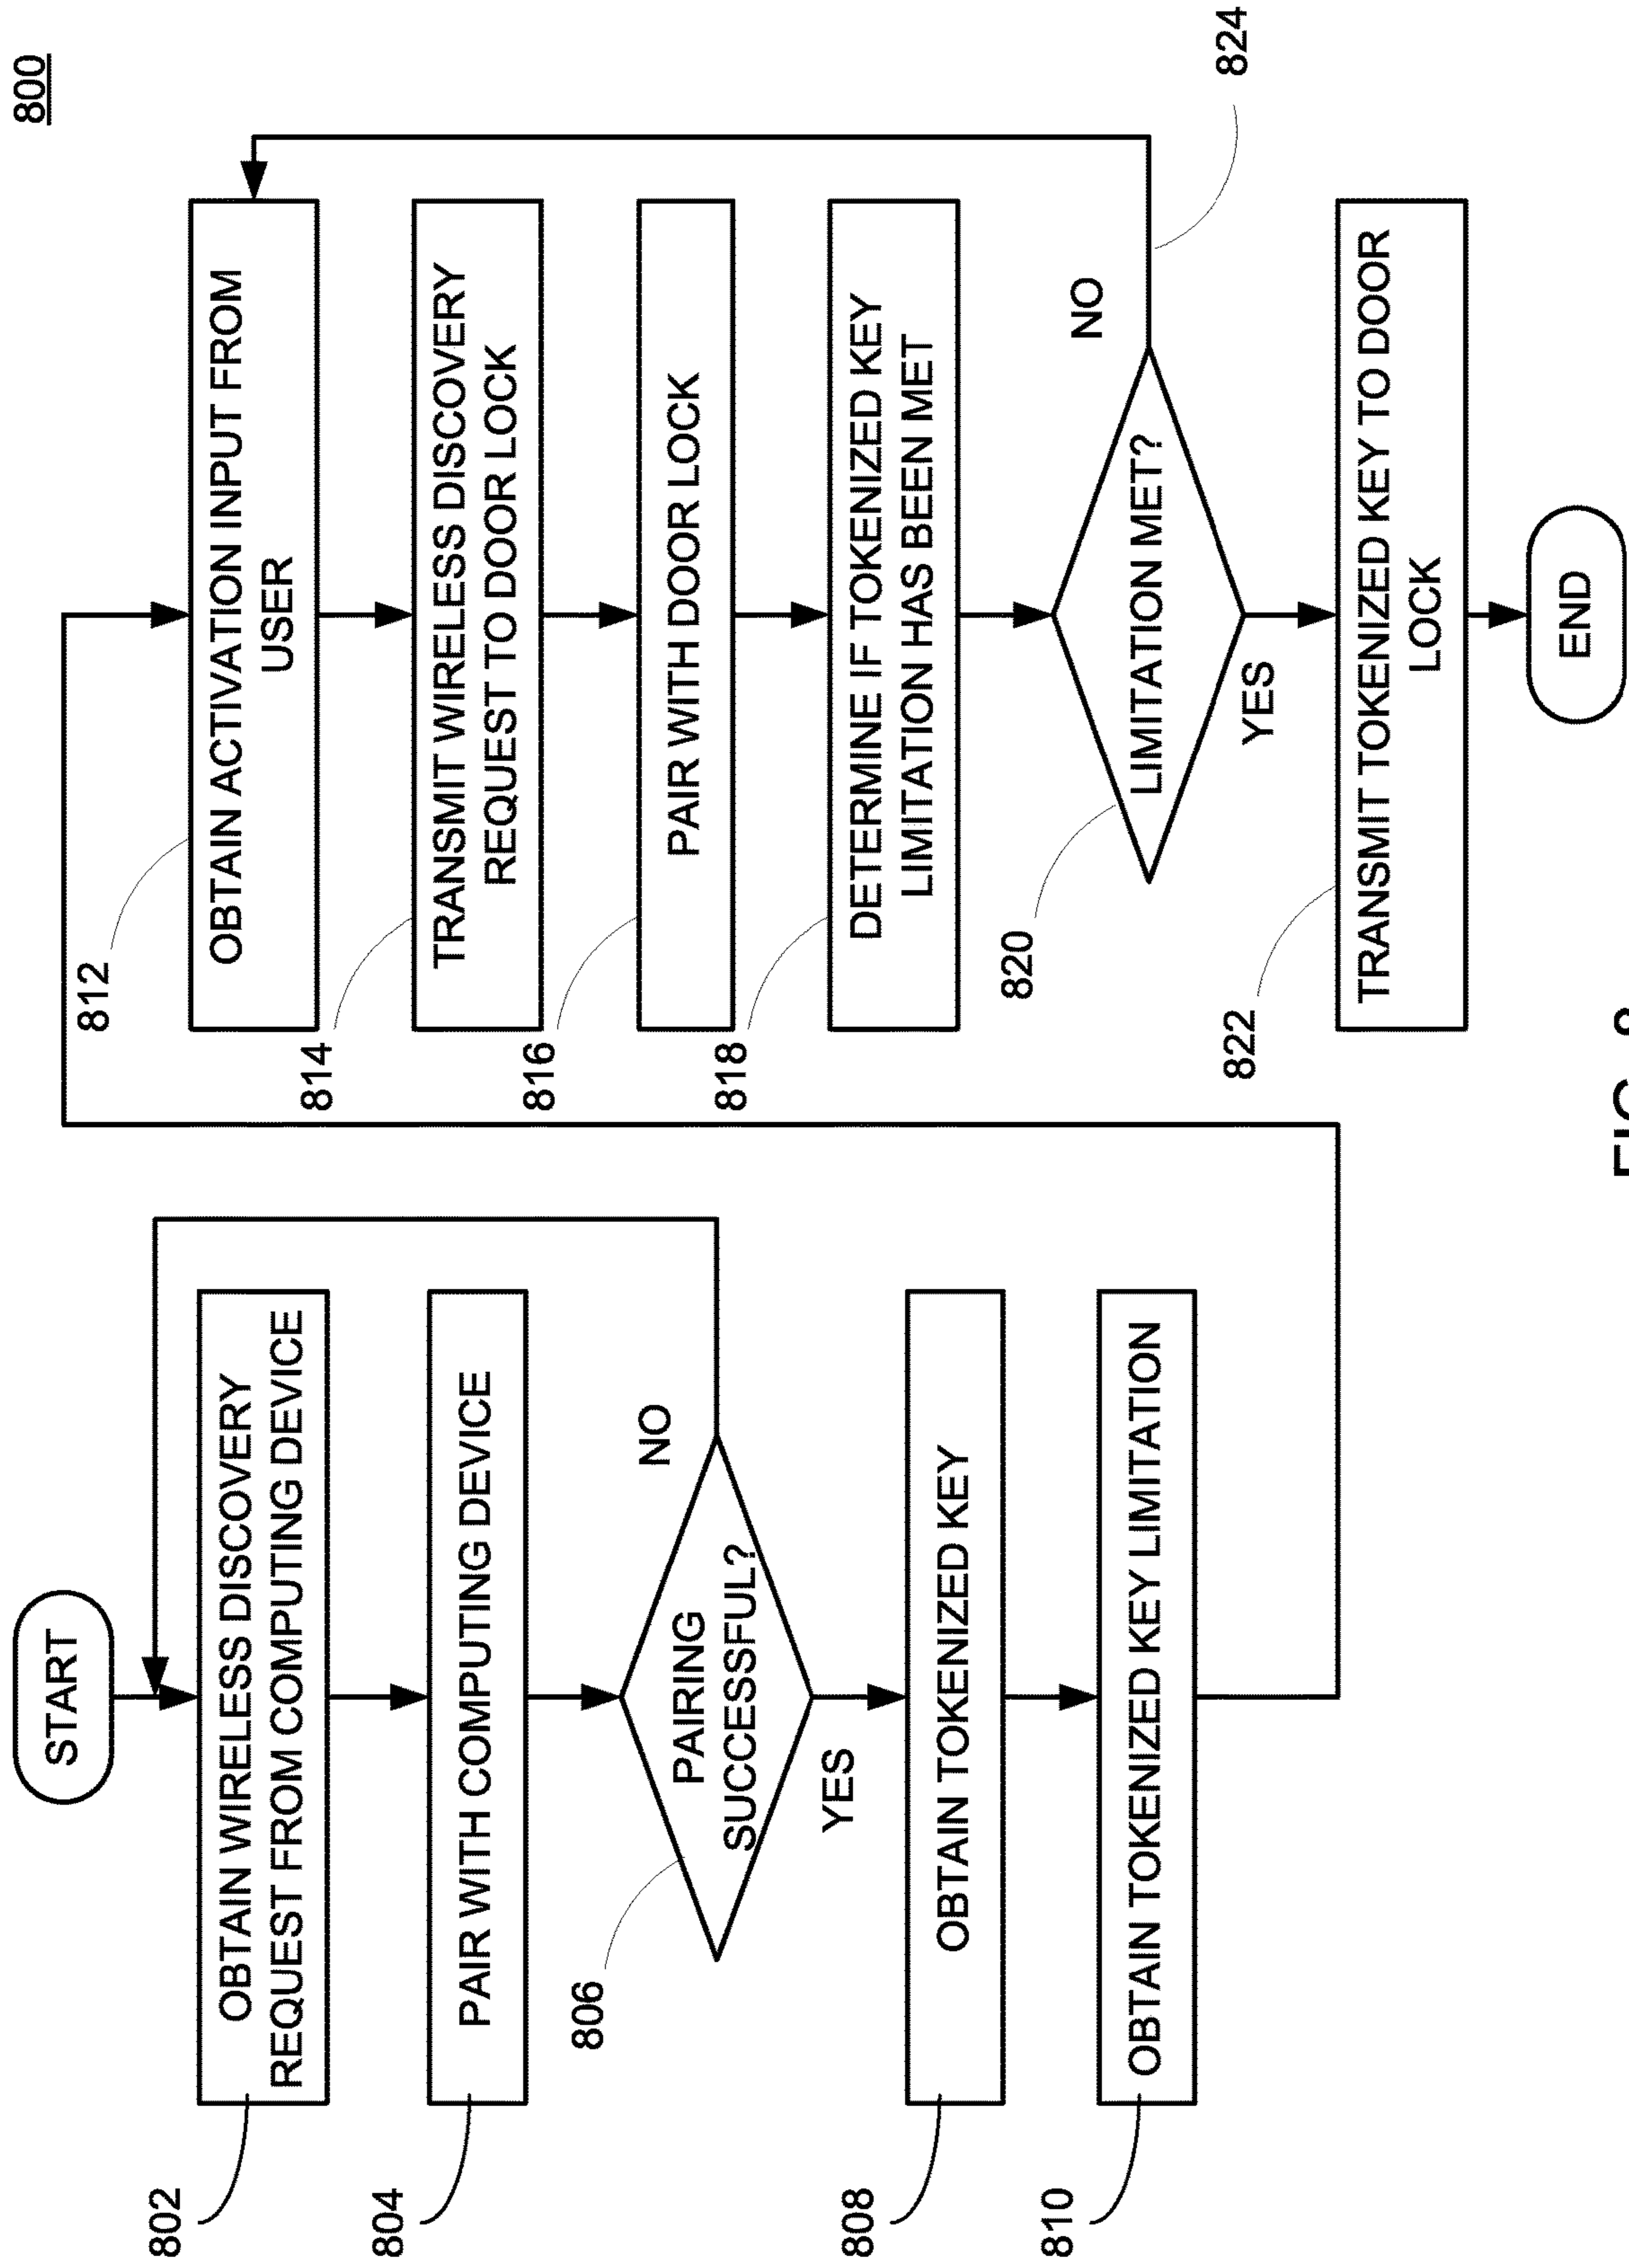 800
START
802
OBTAIN WIRELESS DISCOVERY
REQUEST FROM COMPUTING DEVICE
804
PAIR WITH COMPUTING DEVICE
806
PAIRING
SUCCESSFUL?
NO
YES
808
OBTAIN TOKENIZED KEY
810
OBTAIN TOKENIZED KEY LIMITATION
812
OBTAIN ACTIVATION INPUT FROM
USER
814
TRANSMIT WIRELESS DISCOVERY
REQUEST TO DOOR LOCK
816
PAIR WITH DOOR LOCK
818
DETERMINE IF TOKENIZED KEY
LIMITATION HAS BEEN MET
820
LIMITATION MET?
NO
824
YES
822
TRANSMIT TOKENIZED KEY TO DOOR
LOCK
END